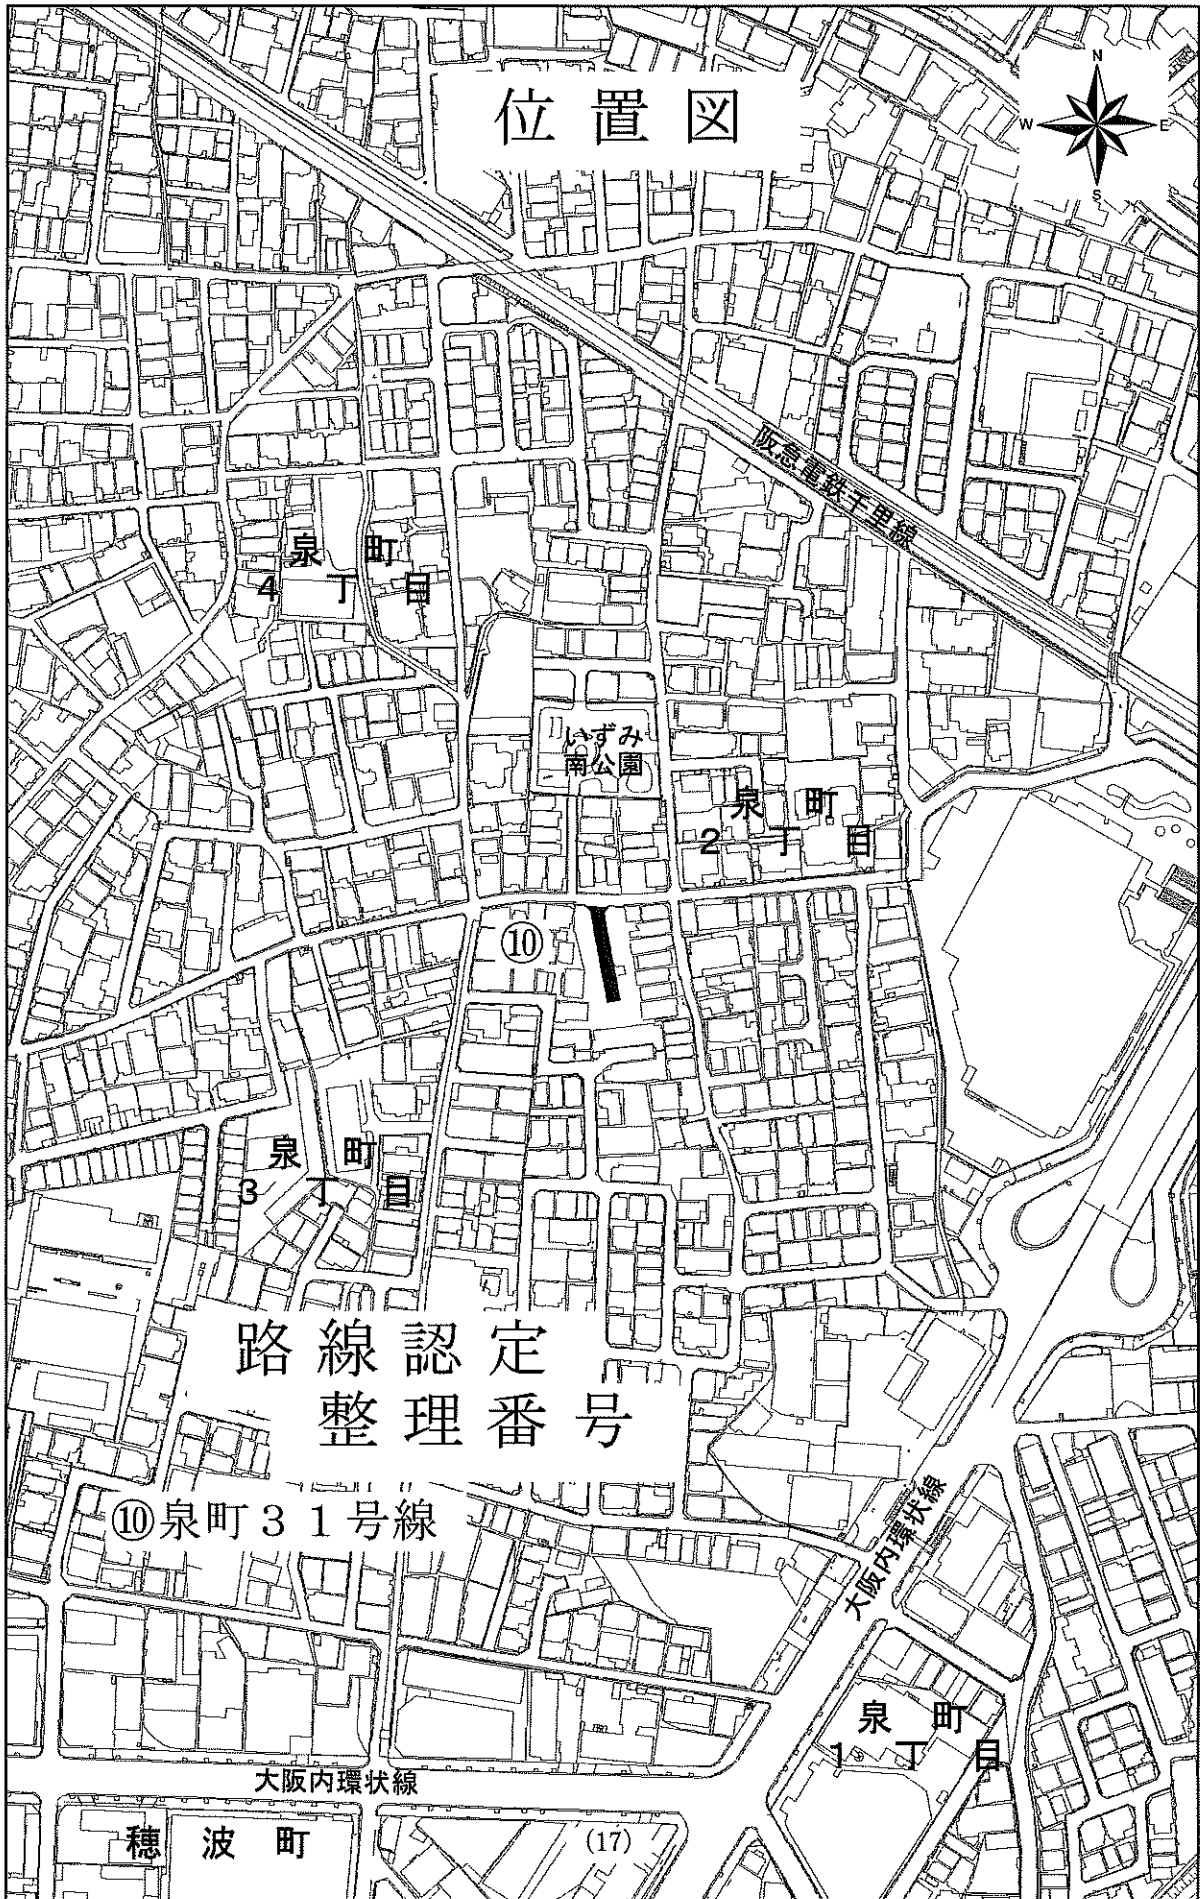 位置図
N
W
E
S
阪急電鉄千里線
泉町
4丁目
いずみ
南公園
泉町
2丁目
⑩
泉町
3丁目
路線認定
整理番号
⑩泉町31号線
大阪内環状線
泉町
1丁目
大阪内環状線
穂波町
(17)